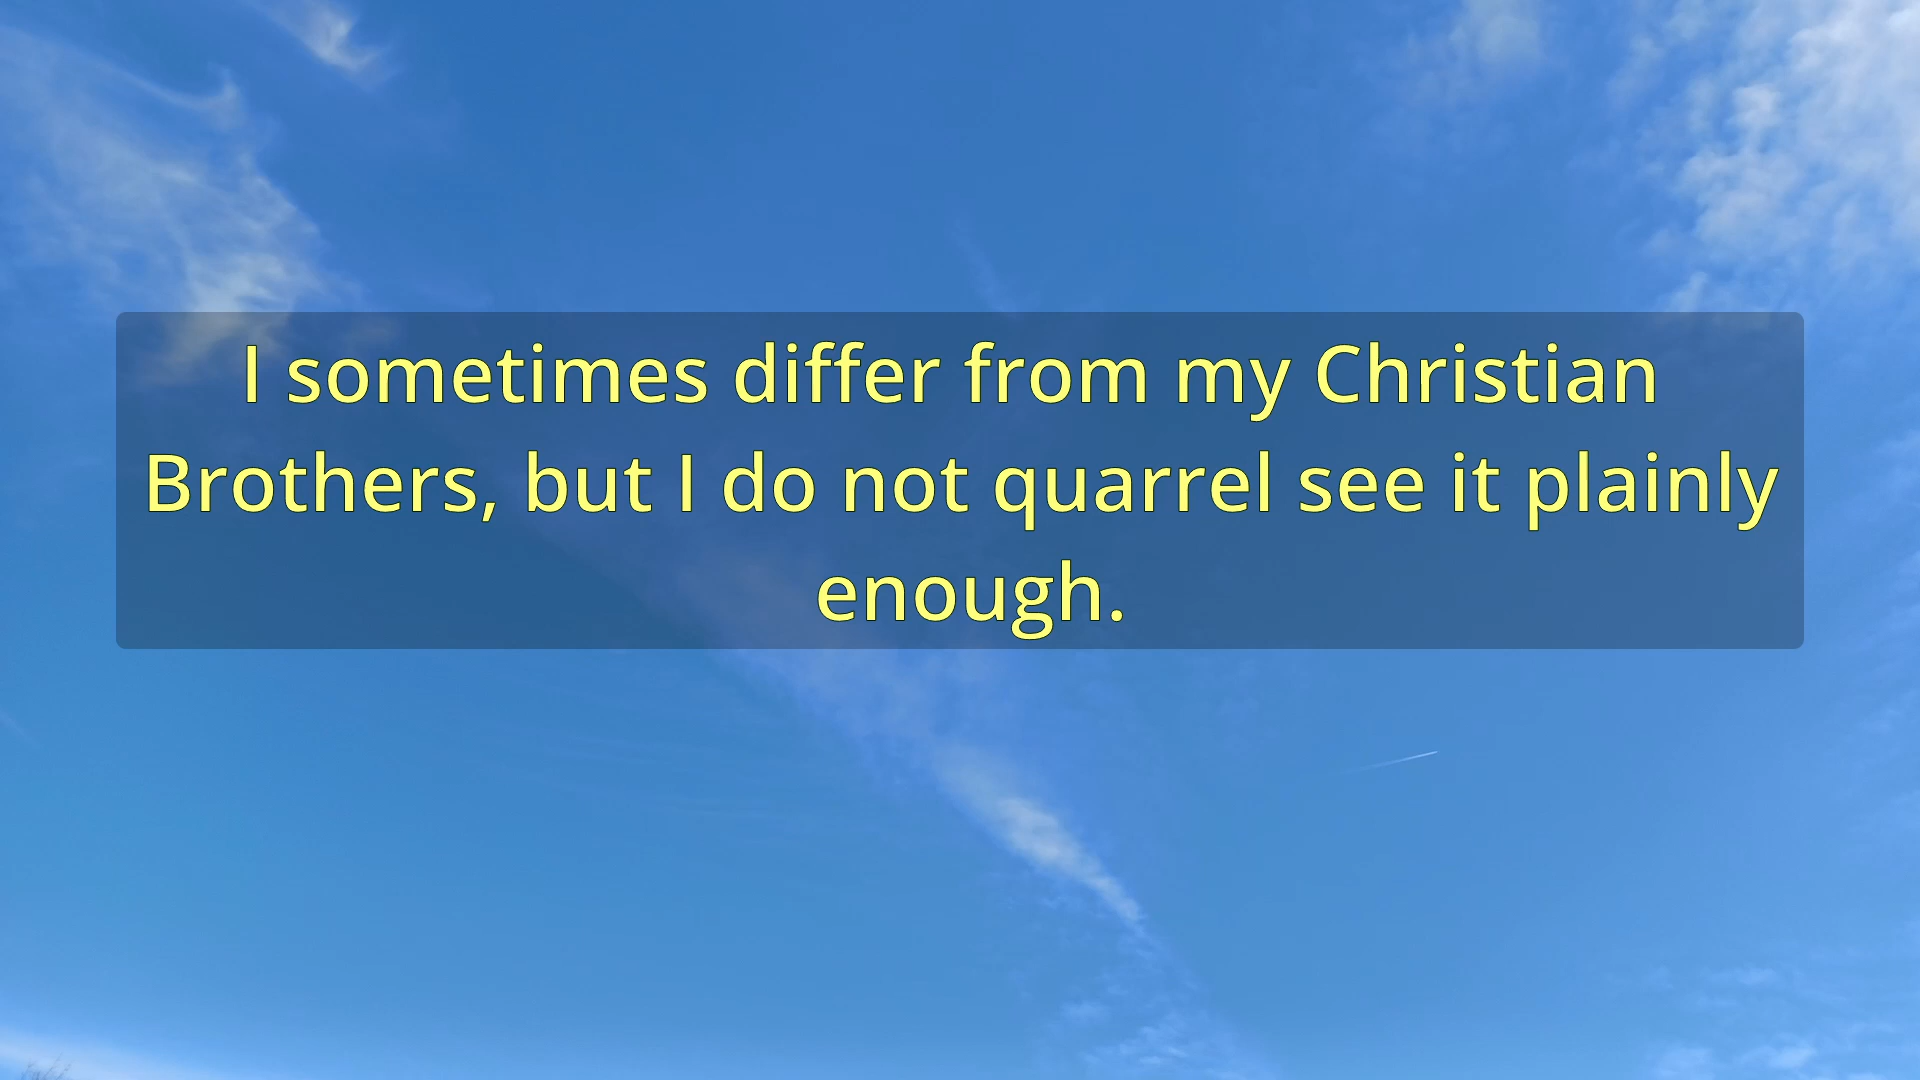 I sometimes differ from my Christian
Brothers, but I do not quarrel see it plainly
enough.